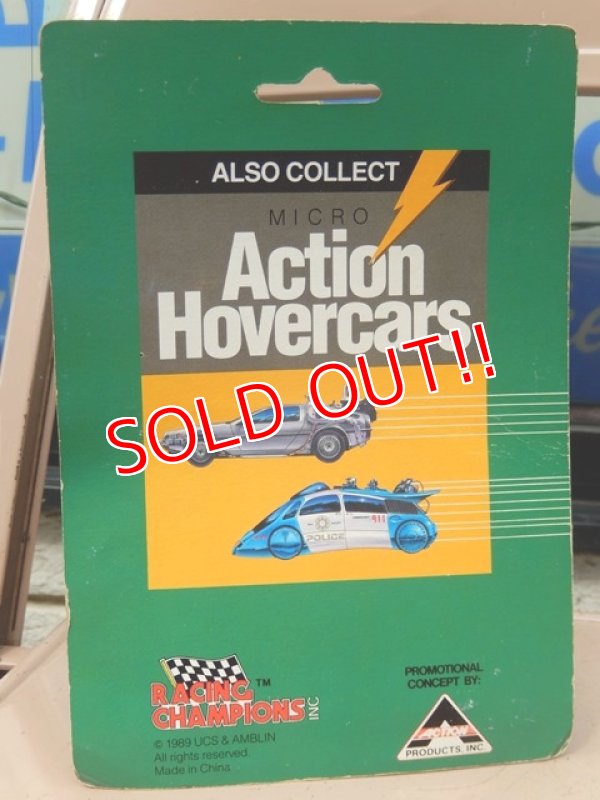 ALSO COLLECT
MICRO
Action
Hovercars
SOLD OUT!!
911
POLICE
RACING ™
CHAMPIONS INC
© 1989 UCS & AMBLIN
All rights reserved.
Made in China
PROMOTIONAL
CONCEPT BY:
ACTION
PRODUCTS, INC.